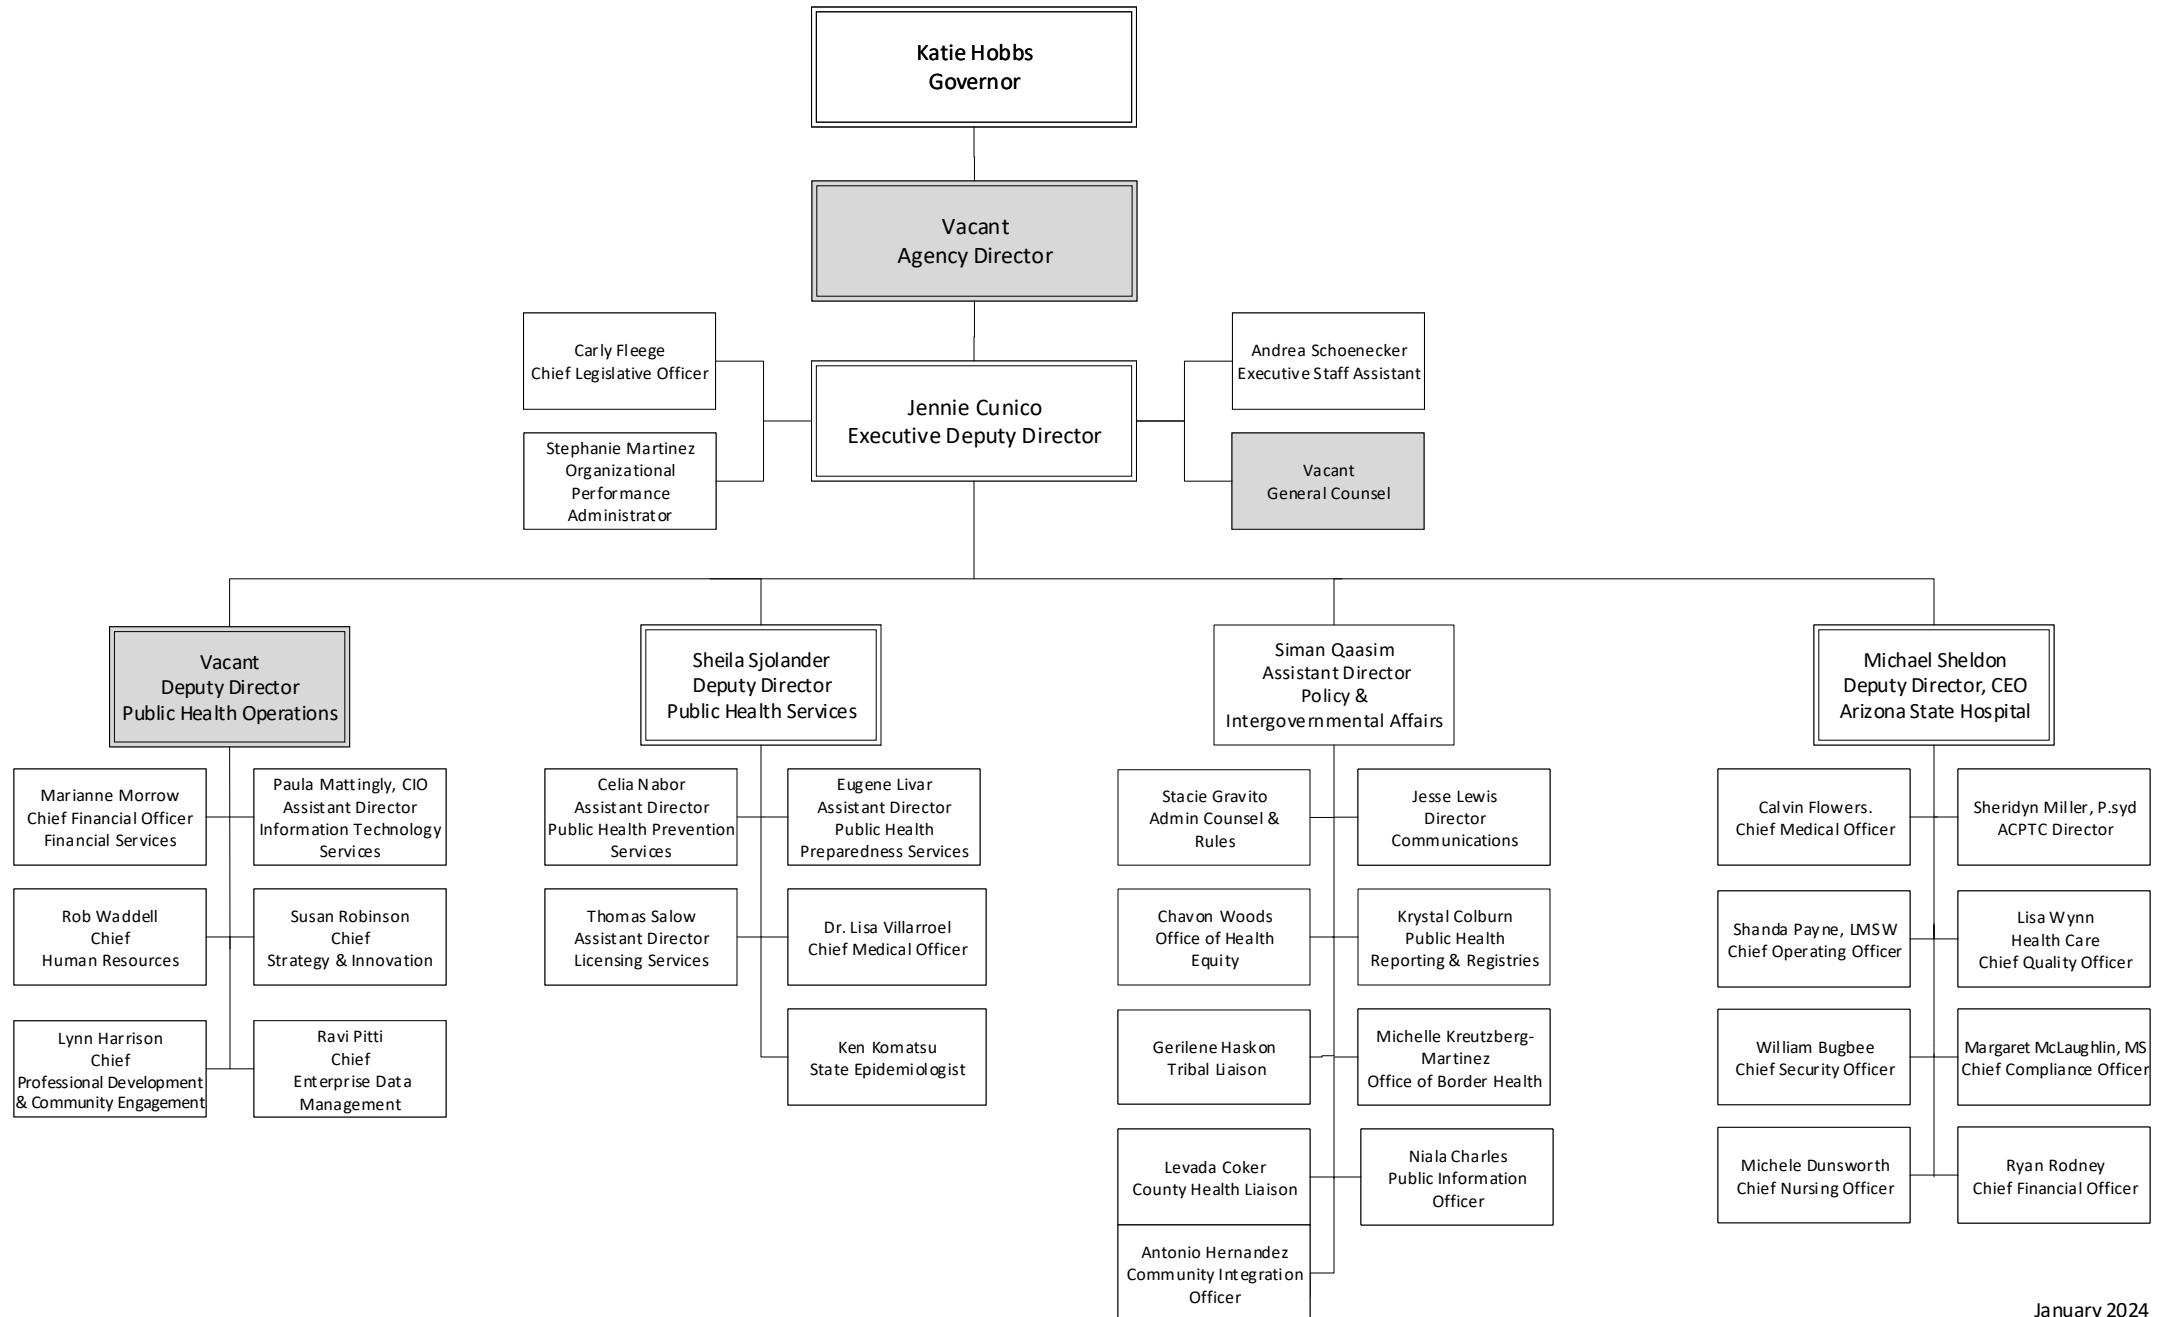 Katie Hobbs
Governor
Vacant
Agency Director
Carly Fleege
Chief Legislative Officer
Andrea Schoenecker
Executive Staff Assistant
Jennie Cunico
Executive Deputy Director
Stephanie Martinez
Organizational
Performance
Administrator
Vacant
General Counsel
Vacant
Deputy Director
Public Health Operations
Sheila Sjolander
Deputy Director
Public Health Services
Siman Qaasim
Assistant Director
Policy &
Intergovernmental Affairs
Michael Sheldon
Deputy Director, CEO
Arizona State Hospital
Marianne Morrow
Chief Financial Officer
Financial Services
Paula Mattingly, CIO
Assistant Director
Information Technology
Services
Rob Waddell
Chief
Human Resources
Susan Robinson
Chief
Strategy & Innovation
Lynn Harrison
Chief
Professional Development
& Community Engagement
Ravi Pitti
Chief
Enterprise Data
Management
Celia Nabor
Assistant Director
Public Health Prevention
Services
Eugene Livar
Assistant Director
Public Health
Preparedness Services
Thomas Salow
Assistant Director
Licensing Services
Dr. Lisa Villarroel
Chief Medical Officer
Ken Komatsu
State Epidemiologist
Stacie Gravito
Admin Counsel &
Rules
Jesse Lewis
Director
Communications
Chavon Woods
Office of Health
Equity
Krystal Colburn
Public Health
Reporting & Registries
Gerilene Haskon
Tribal Liaison
Michelle Kreutzberg-
Martinez
Office of Border Health
Levada Coker
County Health Liaison
Niala Charles
Public Information
Officer
Antonio Hernandez
Community Integration
Officer
Calvin Flowers.
Chief Medical Officer
Sheridyn Miller, P.syd
ACPTC Director
Shanda Payne, LMSW
Chief Operating Officer
Lisa Wynn
Health Care
Chief Quality Officer
William Bugbee
Chief Security Officer
Margaret McLaughlin, MS
Chief Compliance Officer
Michele Dunsworth
Chief Nursing Officer
Ryan Rodney
Chief Financial Officer
January 2024